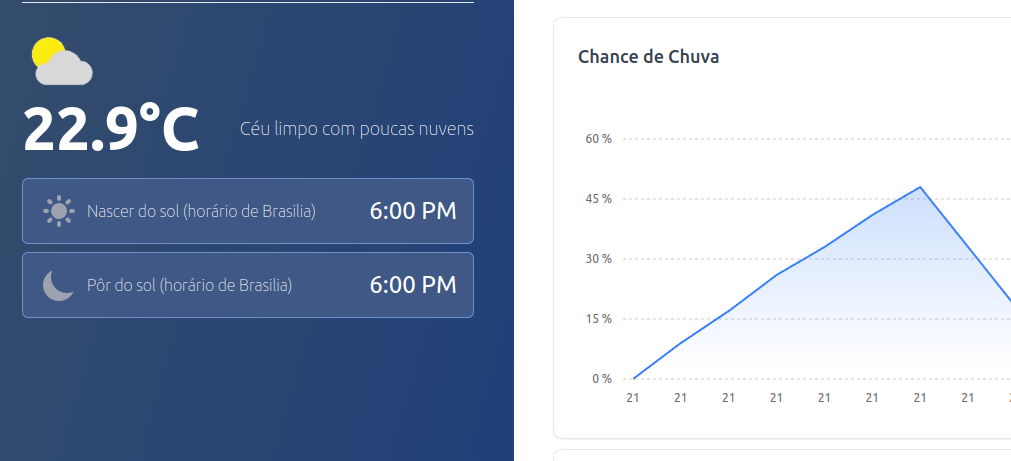 22.9°C
Céu limpo com poucas nuvens
Nascer do sol (horário de Brasilia) 6:00 PM
Pôr do sol (horário de Brasilia) 6:00 PM
Chance de Chuva
60 %
45 %
30 %
15 %
0 %
21 21 21 21 21 21 21 21